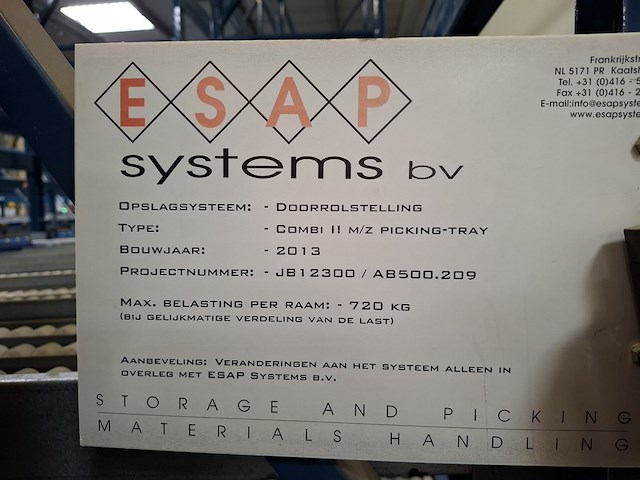 ESAP
systems bv
Frankrijkstr
NL 5171 PR Kaatsh
Tel. +31 (0)416 - 5
Fax +31 (0)416 - 2
E-mail:info@esapsyste
www.esapsyste
OPSLAGSYSTEEM: - DOORROLSTELLING
TYPE: - COMBI II M/Z PICKING-TRAY
BOUWJAAR: - 2013
PROJECTNUMMER: - JB12300 / AB500.209
MAX. BELASTING PER RAAM: - 720 KG
(BIJ GELIJKMATIGE VERDELING VAN DE LAST)
AANBEVELING: VERANDERINGEN AAN HET SYSTEEM ALLEEN IN
OVERLEG MET ESAP SYSTEMS B.V.
STORAGE AND PICKING
MATERIALS HANDLING